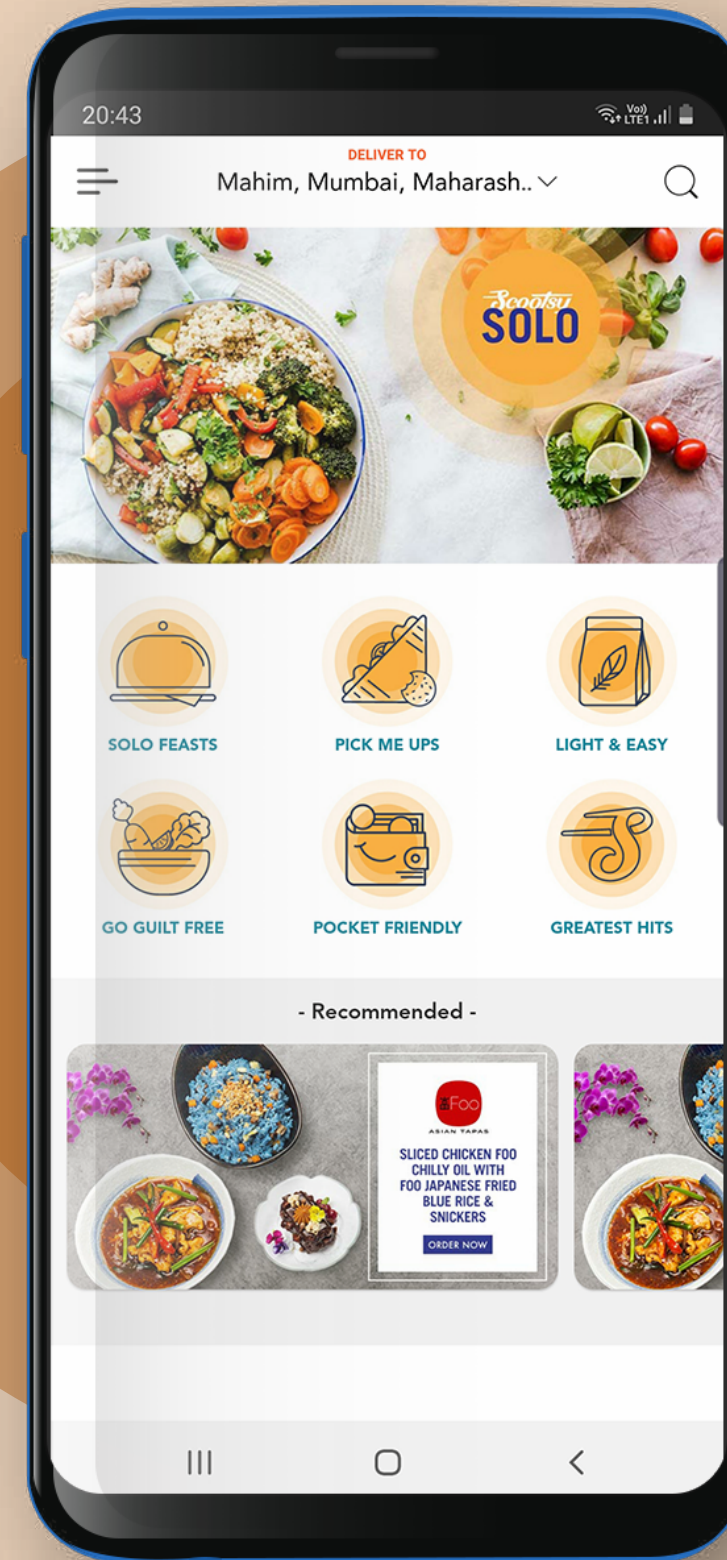 20:43
Vo))
LTE1
DELIVER TO
Mahim, Mumbai, Maharash..
Scootsy
SOLO
SOLO FEASTS
PICK ME UPS
LIGHT & EASY
GO GUILT FREE
POCKET FRIENDLY
GREATEST HITS
- Recommended -
Foo
ASIAN TAPAS
SLICED CHICKEN FOO
CHILLY OIL WITH
FOO JAPANESE FRIED
BLUE RICE &
SNICKERS
ORDER NOW